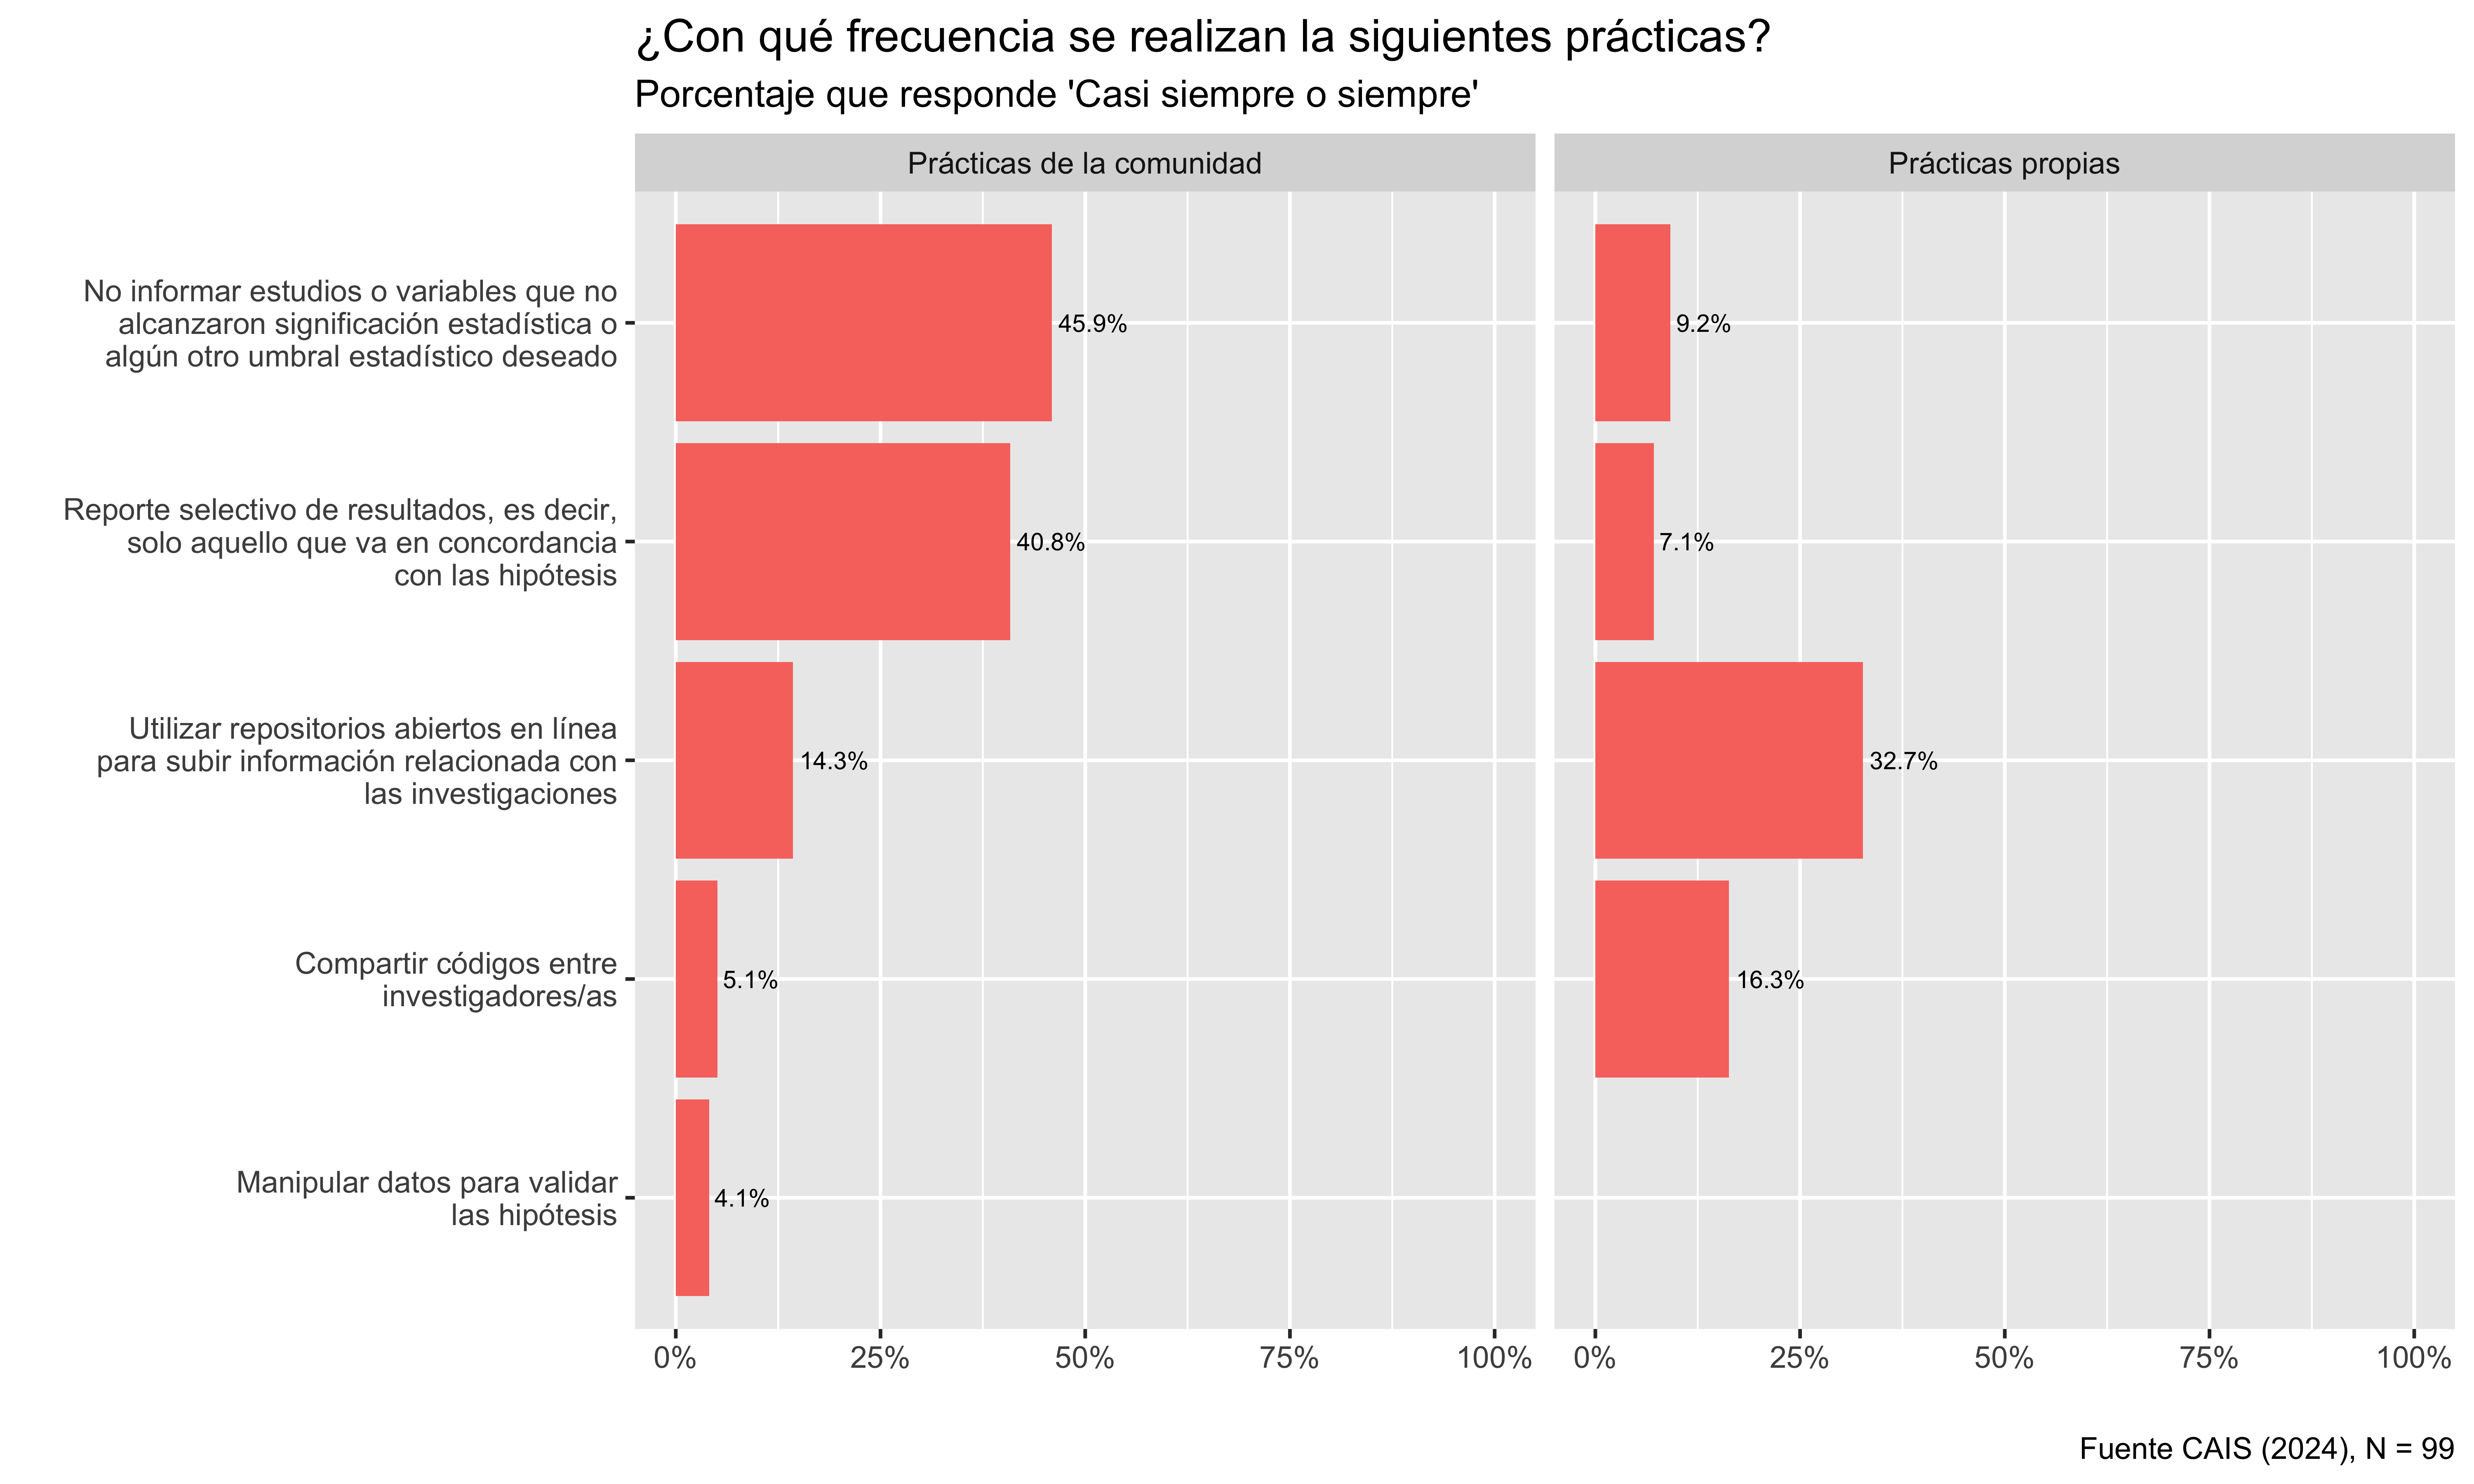 ¿Con qué frecuencia se realizan la siguientes prácticas?
Porcentaje que responde 'Casi siempre o siempre'
Prácticas de la comunidad
Prácticas propias
No informar estudios o variables que no
alcanzaron significación estadística o
algún otro umbral estadístico deseado
45.9%
9.2%
Reporte selectivo de resultados, es decir,
solo aquello que va en concordancia
con las hipótesis
40.8%
7.1%
Utilizar repositorios abiertos en línea
para subir información relacionada con
las investigaciones
14.3%
32.7%
Compartir códigos entre
investigadores/as
5.1%
16.3%
Manipular datos para validar
las hipótesis
4.1%
0% 25% 50% 75% 100%
0% 25% 50% 75% 100%
Fuente CAIS (2024), N = 99